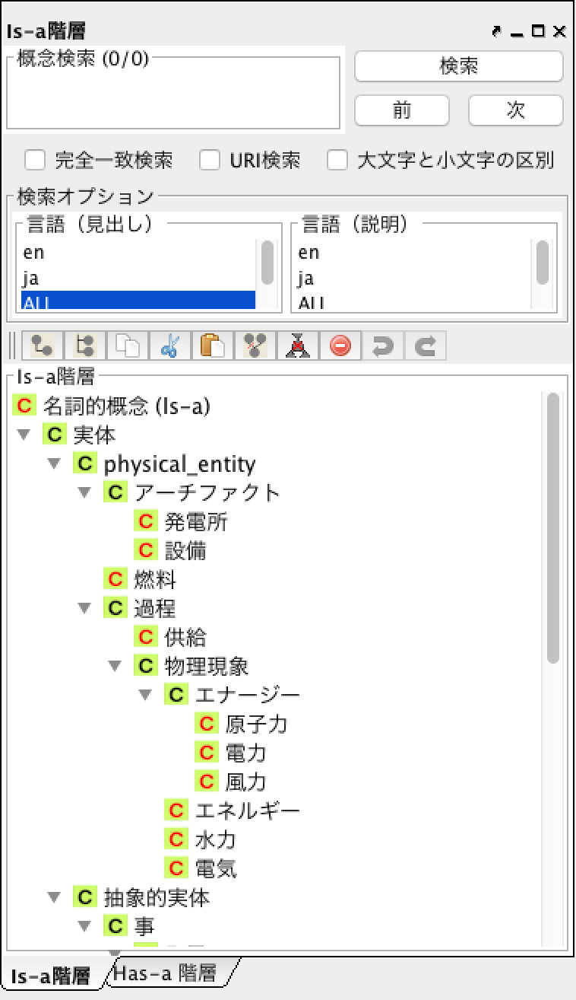 Is-a階層
概念検索 (0/0)
検索
前
次
完全一致検索
URI検索
大文字と小文字の区別
検索オプション
言語（見出し）
言語（説明）
en
ja
ALL
en
ja
ALL
Is-a階層
C 名詞的概念 (Is-a)
C 実体
C physical_entity
C アーチファクト
C 発電所
C 設備
C 燃料
C 過程
C 供給
C 物理現象
C エナージー
C 原子力
C 電力
C 風力
C エネルギー
C 水力
C 電気
C 抽象的実体
C 事
Is-a階層
Has-a 階層